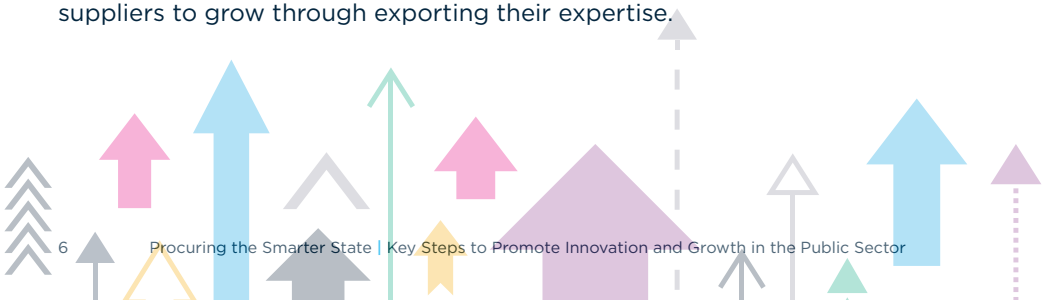 suppliers to grow through exporting their expertise.
6 Procuring the Smarter State | Key Steps to Promote Innovation and Growth in the Public Sector